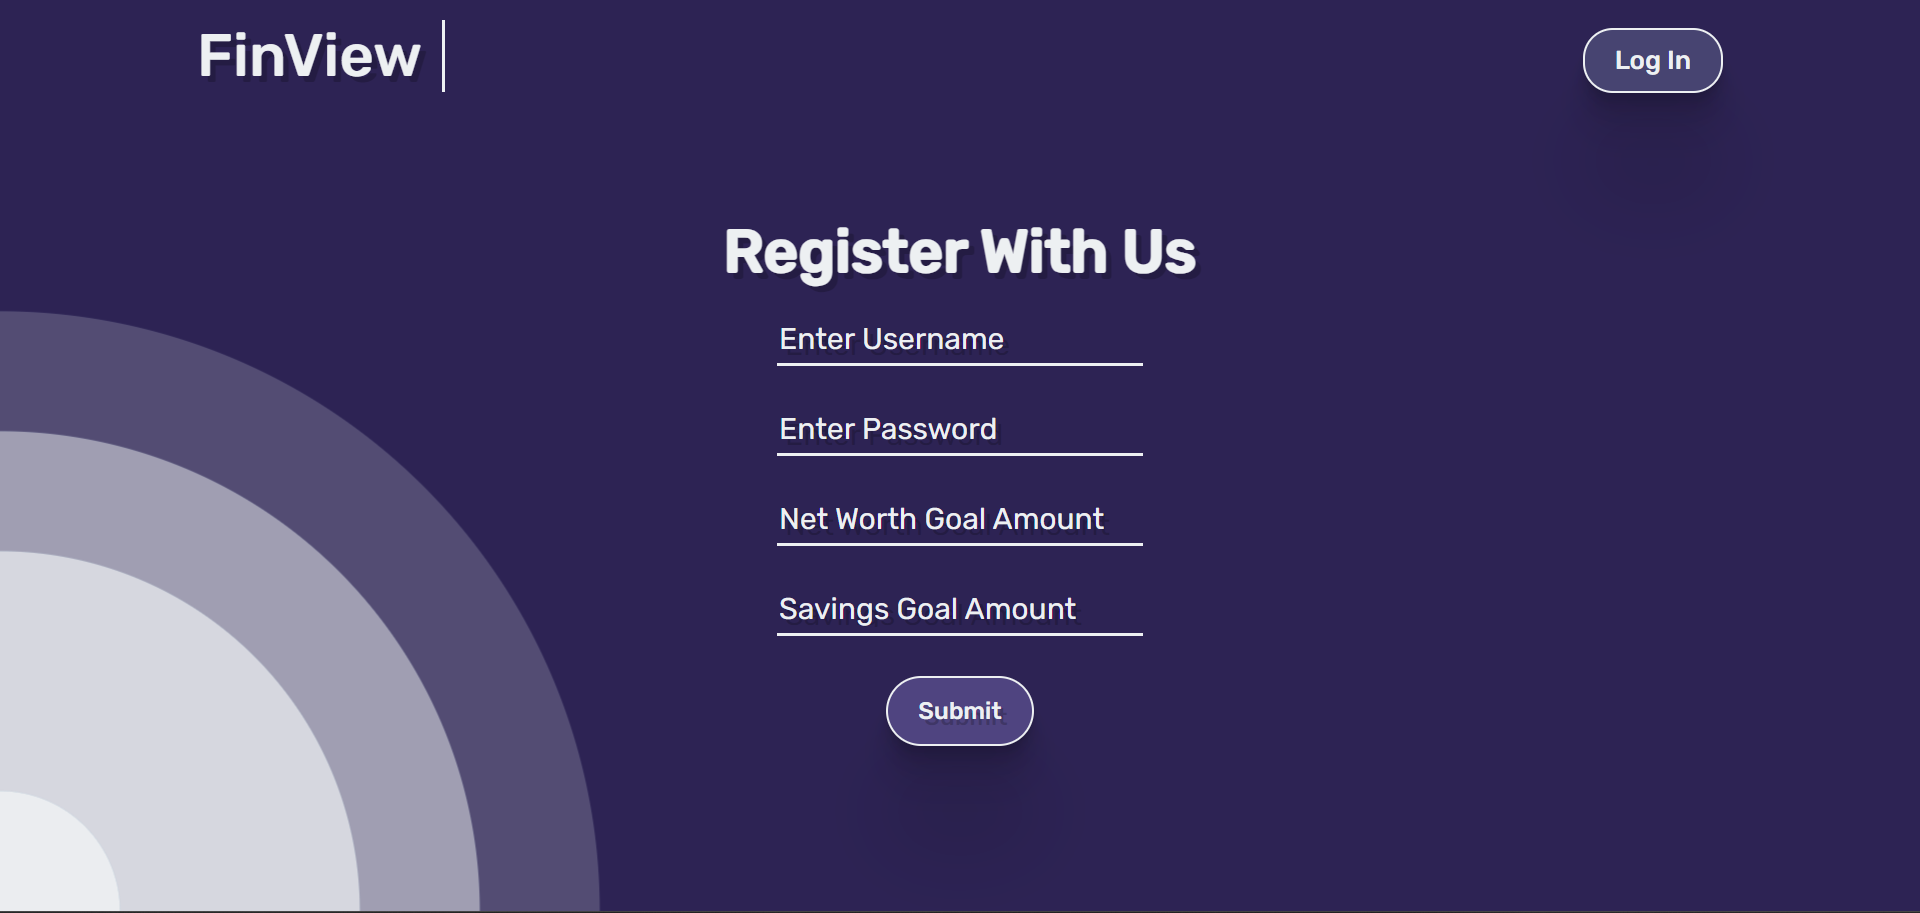 FinView
Log In
Register With Us
Enter Username
Enter Password
Net Worth Goal Amount
Savings Goal Amount
Submit